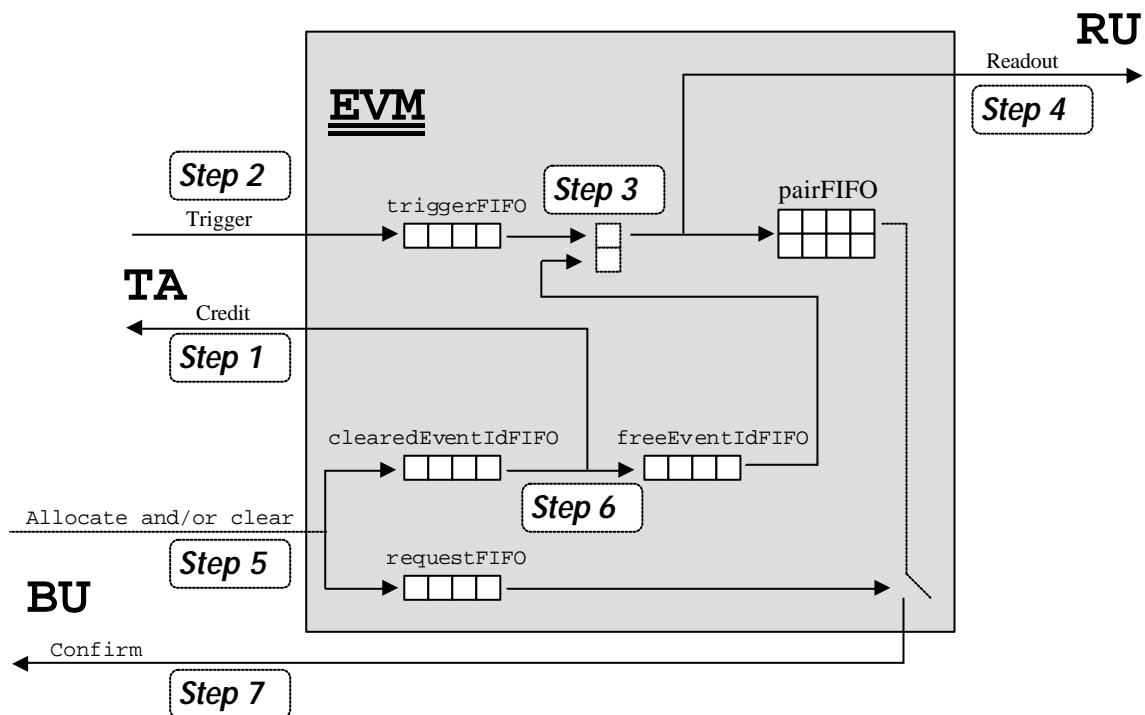 RU
Readout
Step 4
EVM
Step 2
Step 3
pairFIFO
triggerFIFO
Trigger
TA
Credit
Step 1
clearedEventIdFIFO
freeEventIdFIFO
Step 6
Allocate and/or clear
Step 5
requestFIFO
BU
Confirm
Step 7